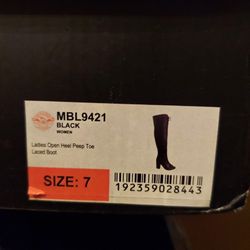 MBL9421
BLACK
WOMEN
Ladies Open Heel Peep Toe
Laced Boot
SIZE: 7
192359028443